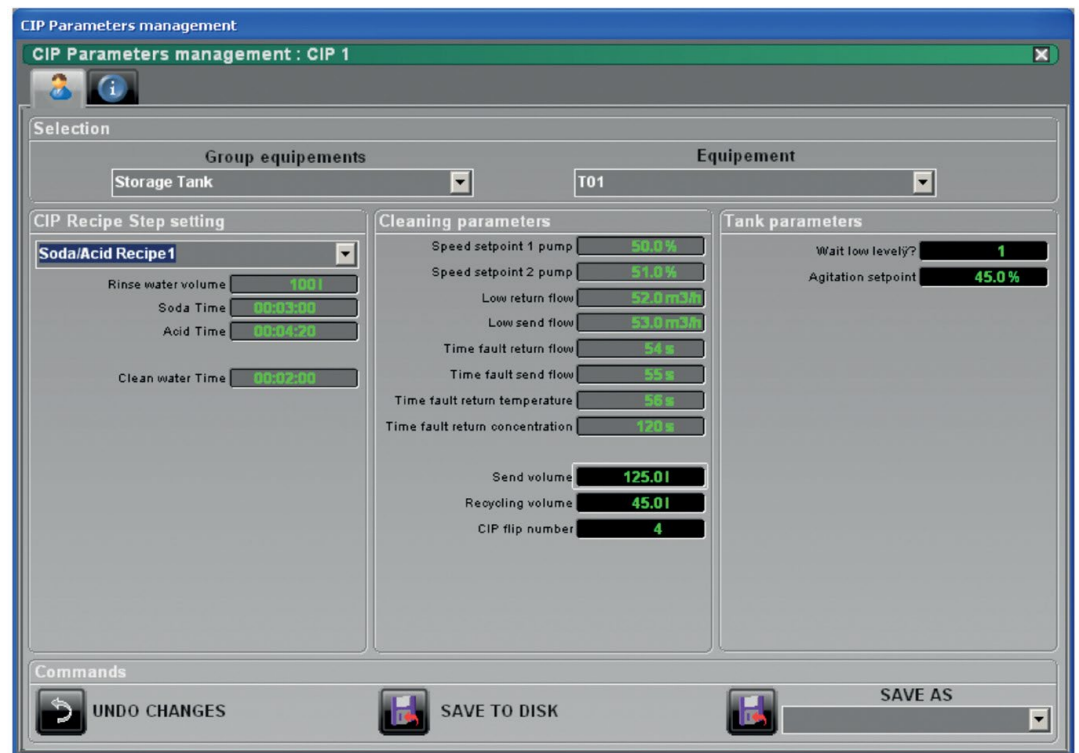 CIP Parameters management
CIP Parameters management : CIP 1
Selection
Group equipements
Equipement
Storage Tank
T01
CIP Recipe Step setting
Soda/Acid Recipe1
Rinse water volume 100 l
Soda Time 00:03:00
Acid Time 00:04:20
Clean water Time 00:02:00
Cleaning parameters
Speed setpoint 1 pump 50.0 %
Speed setpoint 2 pump 51.0 %
Low return flow 52.0 m3/h
Low send flow 53.0 m3/h
Time fault return flow 54 s
Time fault send flow 55 s
Time fault return temperature 56 s
Time fault return concentration 120 s
Send volume 125.0 l
Recycling volume 45.0 l
CIP flip number 4
Tank parameters
Wait low levelÿ? 1
Agitation setpoint 45.0 %
Commands
UNDO CHANGES
SAVE TO DISK
SAVE AS